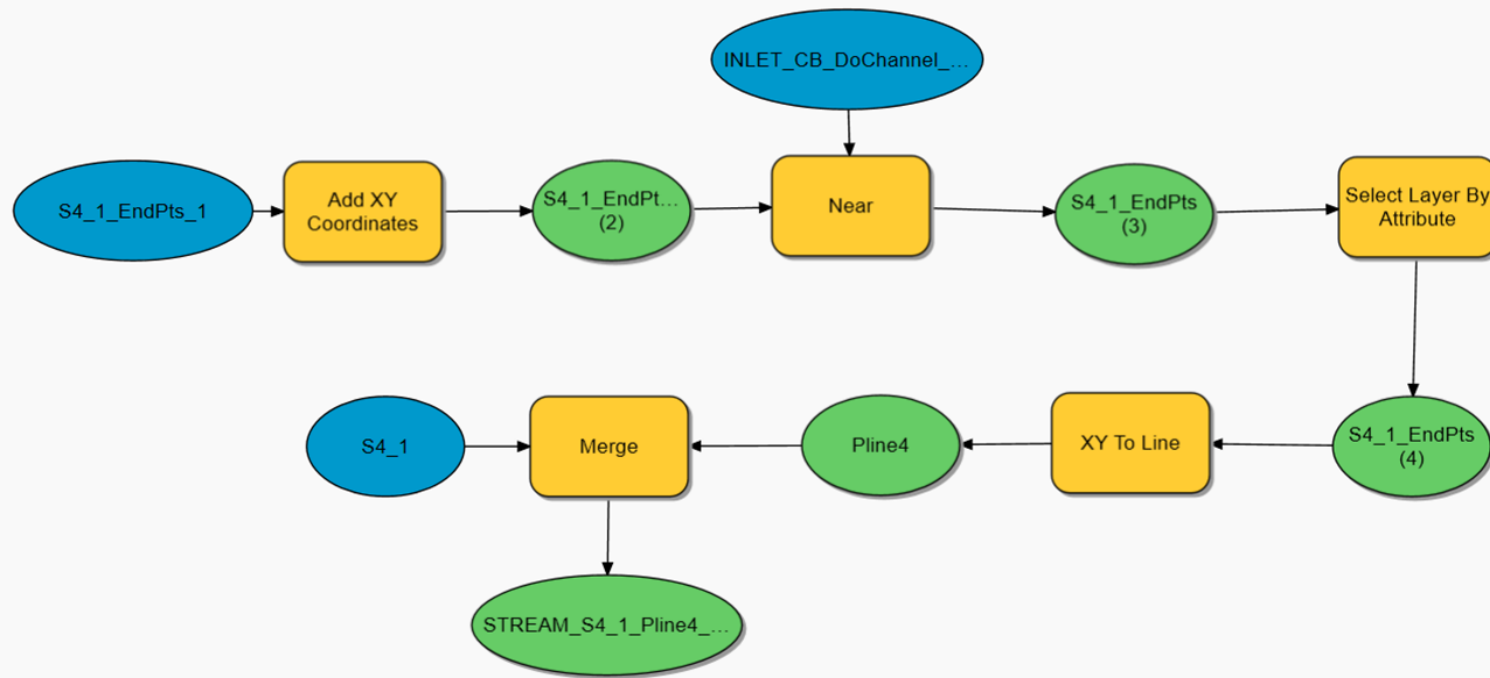 INLET_CB_DoChannel_...
S4_1_EndPts_1
Add XY
Coordinates
S4_1_EndPt...
(2)
Near
S4_1_EndPts
(3)
Select Layer By
Attribute
S4_1
Merge
Pline4
XY To Line
S4_1_EndPts
(4)
STREAM_S4_1_Pline4_...